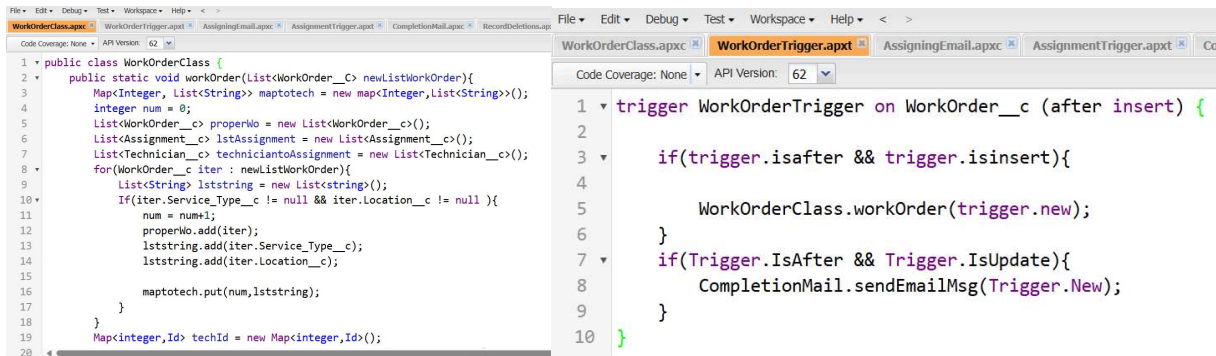 File Edit Debug Test Workspace Help < >
WorkOrderClass.apxc WorkOrderTrigger.apxt AssigningEmail.apxc AssignmentTrigger.apxt CompletionMail.apxc RecordDeletions.ap
Code Coverage: None API Version: 62
1 public class WorkOrderClass {
2 public static void workOrder(List<WorkOrder__C> newListWorkOrder){
3 Map<Integer, List<String>> maptotech = new map<Integer,List<String>>();
4 integer num = 0;
5 List<WorkOrder__c> properWo = new List<WorkOrder__c>();
6 List<Assignment__c> lstAssignment = new List<Assignment__c>();
7 List<Technician__c> techniciantoAssignment = new List<Technician__c>();
8 for(WorkOrder__c iter : newListWorkOrder){
9 List<String> lststring = new List<string>();
10 If(iter.Service_Type__c != null && iter.Location__c != null ){
11 num = num+1;
12 properWo.add(iter);
13 lststring.add(iter.Service_Type__c);
14 lststring.add(iter.Location__c);
15
16 maptotech.put(num,lststring);
17 }
18 }
19 Map<integer,Id> techId = new Map<integer,Id>();
20
File Edit Debug Test Workspace Help < >
WorkOrderClass.apxc WorkOrderTrigger.apxt AssigningEmail.apxc AssignmentTrigger.apxt Co
Code Coverage: None API Version: 62
1 trigger WorkOrderTrigger on WorkOrder__c (after insert) {
2
3 if(trigger.isafter && trigger.isinsert){
4
5 WorkOrderClass.workOrder(trigger.new);
6 }
7 if(Trigger.IsAfter && Trigger.IsUpdate){
8 CompletionMail.sendEmailMsg(Trigger.New);
9 }
10 }